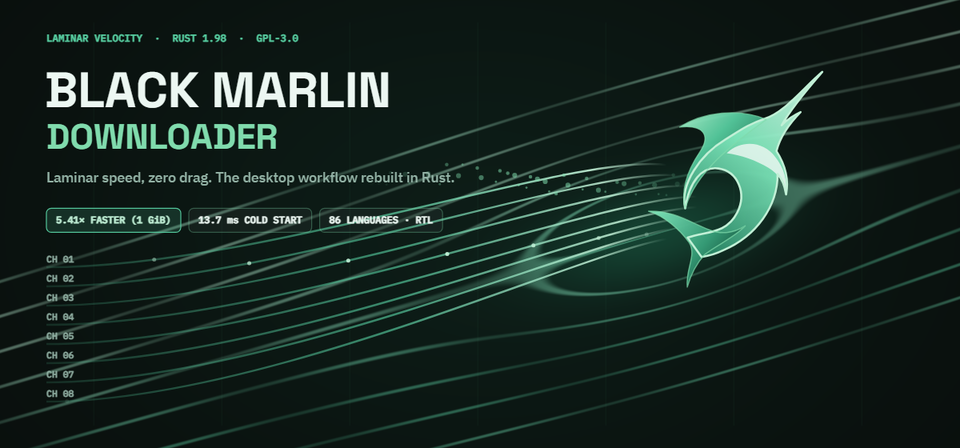 LAMINAR VELOCITY · RUST 1.98 · GPL-3.0
BLACK MARLIN
DOWNLOADER
Laminar speed, zero drag. The desktop workflow rebuilt in Rust.
5.41× FASTER (1 GiB) 13.7 ms COLD START 86 LANGUAGES · RTL
CH 01
CH 02
CH 03
CH 04
CH 05
CH 06
CH 07
CH 08